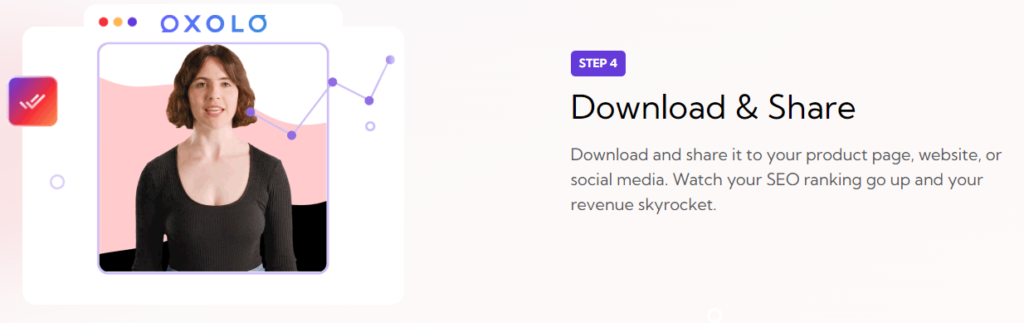 OXOLO
STEP 4
Download & Share
Download and share it to your product page, website, or
social media. Watch your SEO ranking go up and your
revenue skyrocket.